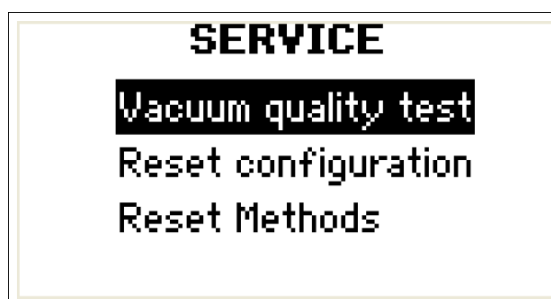 SERVICE
Vacuum quality test
Reset configuration
Reset Methods